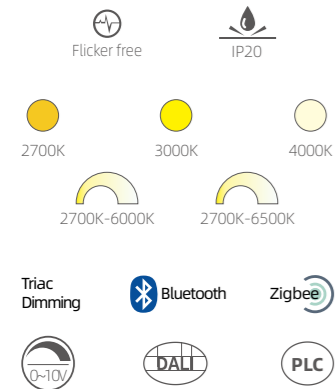 Flicker free
IP20
2700K
3000K
4000K
2700K-6000K
2700K-6500K
Triac
Dimming
Bluetooth
Zigbee
0~10V
DALI
PLC